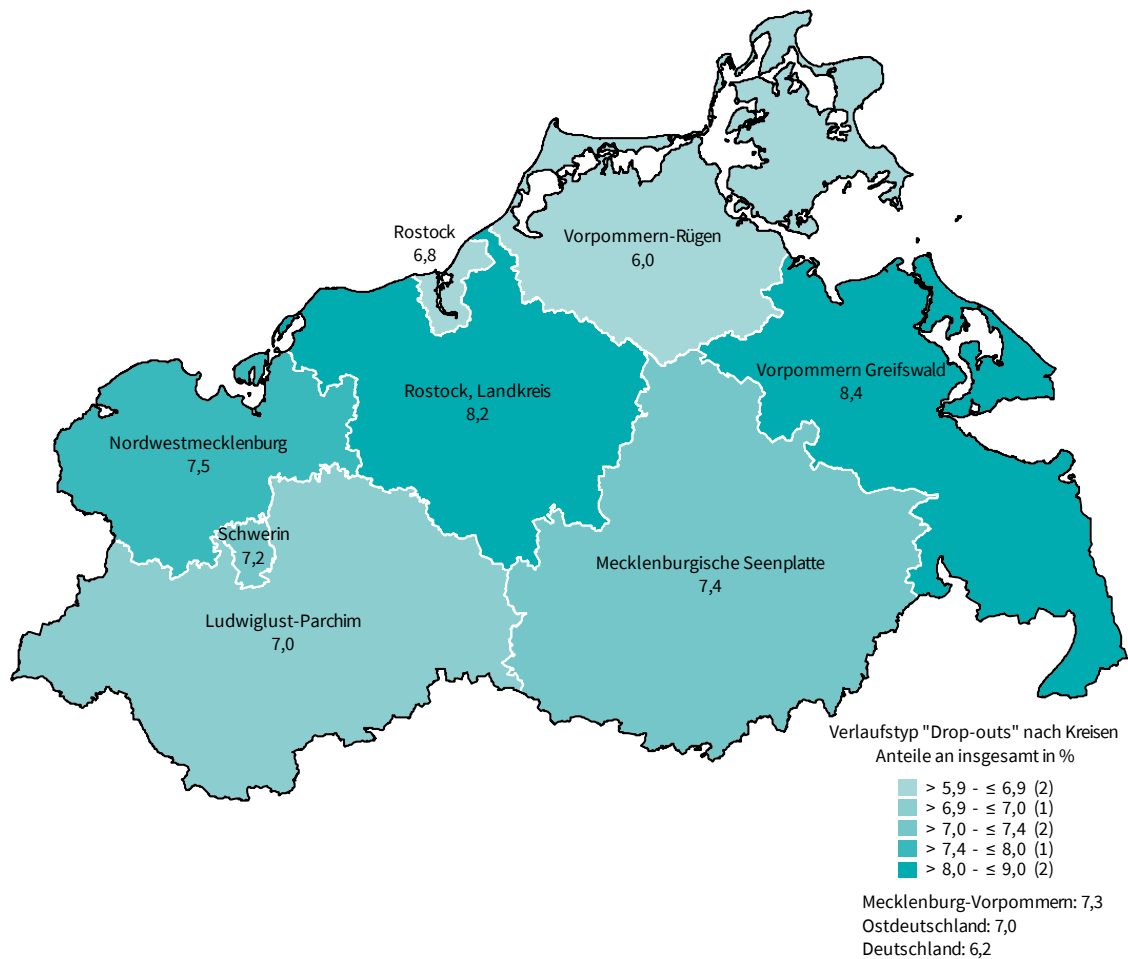 Rostock
6,8
Vorpommern-Rügen
6,0
Rostock, Landkreis
8,2
Vorpommern Greifswald
8,4
Nordwestmecklenburg
7,5
Schwerin
7,2
Mecklenburgische Seenplatte
7,4
Ludwiglust-Parchim
7,0
Verlaufstyp "Drop-outs" nach Kreisen
Anteile an insgesamt in %
> 5,9 - ≤ 6,9 (2)
> 6,9 - ≤ 7,0 (1)
> 7,0 - ≤ 7,4 (2)
> 7,4 - ≤ 8,0 (1)
> 8,0 - ≤ 9,0 (2)
Mecklenburg-Vorpommern: 7,3
Ostdeutschland: 7,0
Deutschland: 6,2